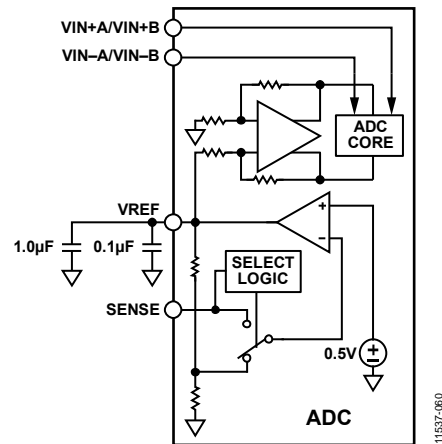 VIN+A/VIN+B
VIN–A/VIN–B
ADC
CORE
VREF
1.0µF
0.1µF
+
–
SELECT
LOGIC
SENSE
0.5V
ADC
11537-060